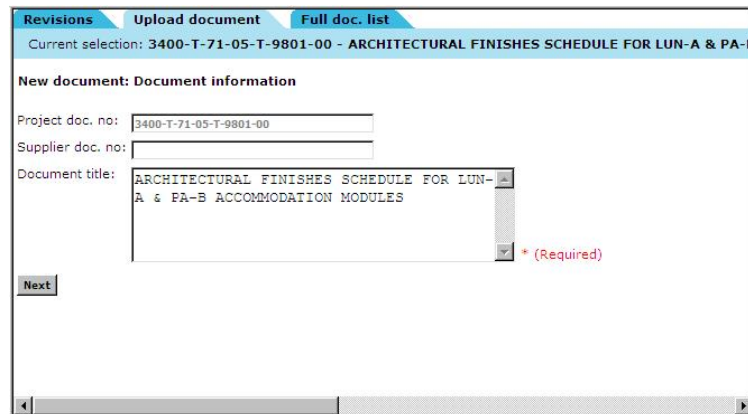 Revisions Upload document Full doc. list
Current selection: 3400-T-71-05-T-9801-00 - ARCHITECTURAL FINISHES SCHEDULE FOR LUN-A & PA-
New document: Document information
Project doc. no: 3400-T-71-05-T-9801-00
Supplier doc. no:
Document title: ARCHITECTURAL FINISHES SCHEDULE FOR LUN-
A & PA-B ACCOMMODATION MODULES
* (Required)
Next